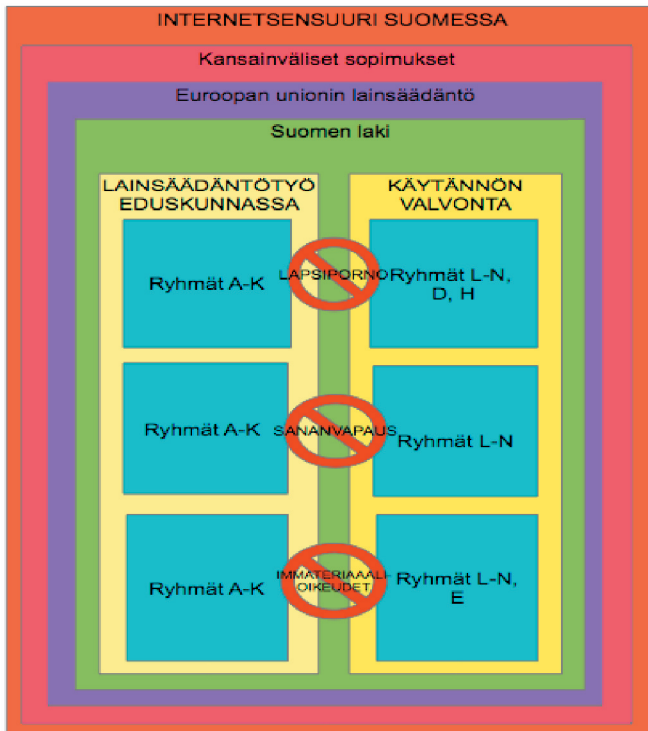 INTERNETSENSUURI SUOMESSA
Kansainväliset sopimukset
Euroopan unionin lainsäädäntö
Suomen laki
LAINSÄÄDÄNTÖTYÖ
EDUSKUNNASSA
KÄYTÄNNÖN
VALVONTA
Ryhmät A-K
LAPSIPORNO
Ryhmät L-N,
D, H
Ryhmät A-K
SANANVAPAUS
Ryhmät L-N
Ryhmät A-K
IMMATERIAAALI-
OIKEUDET
Ryhmät L-N,
E